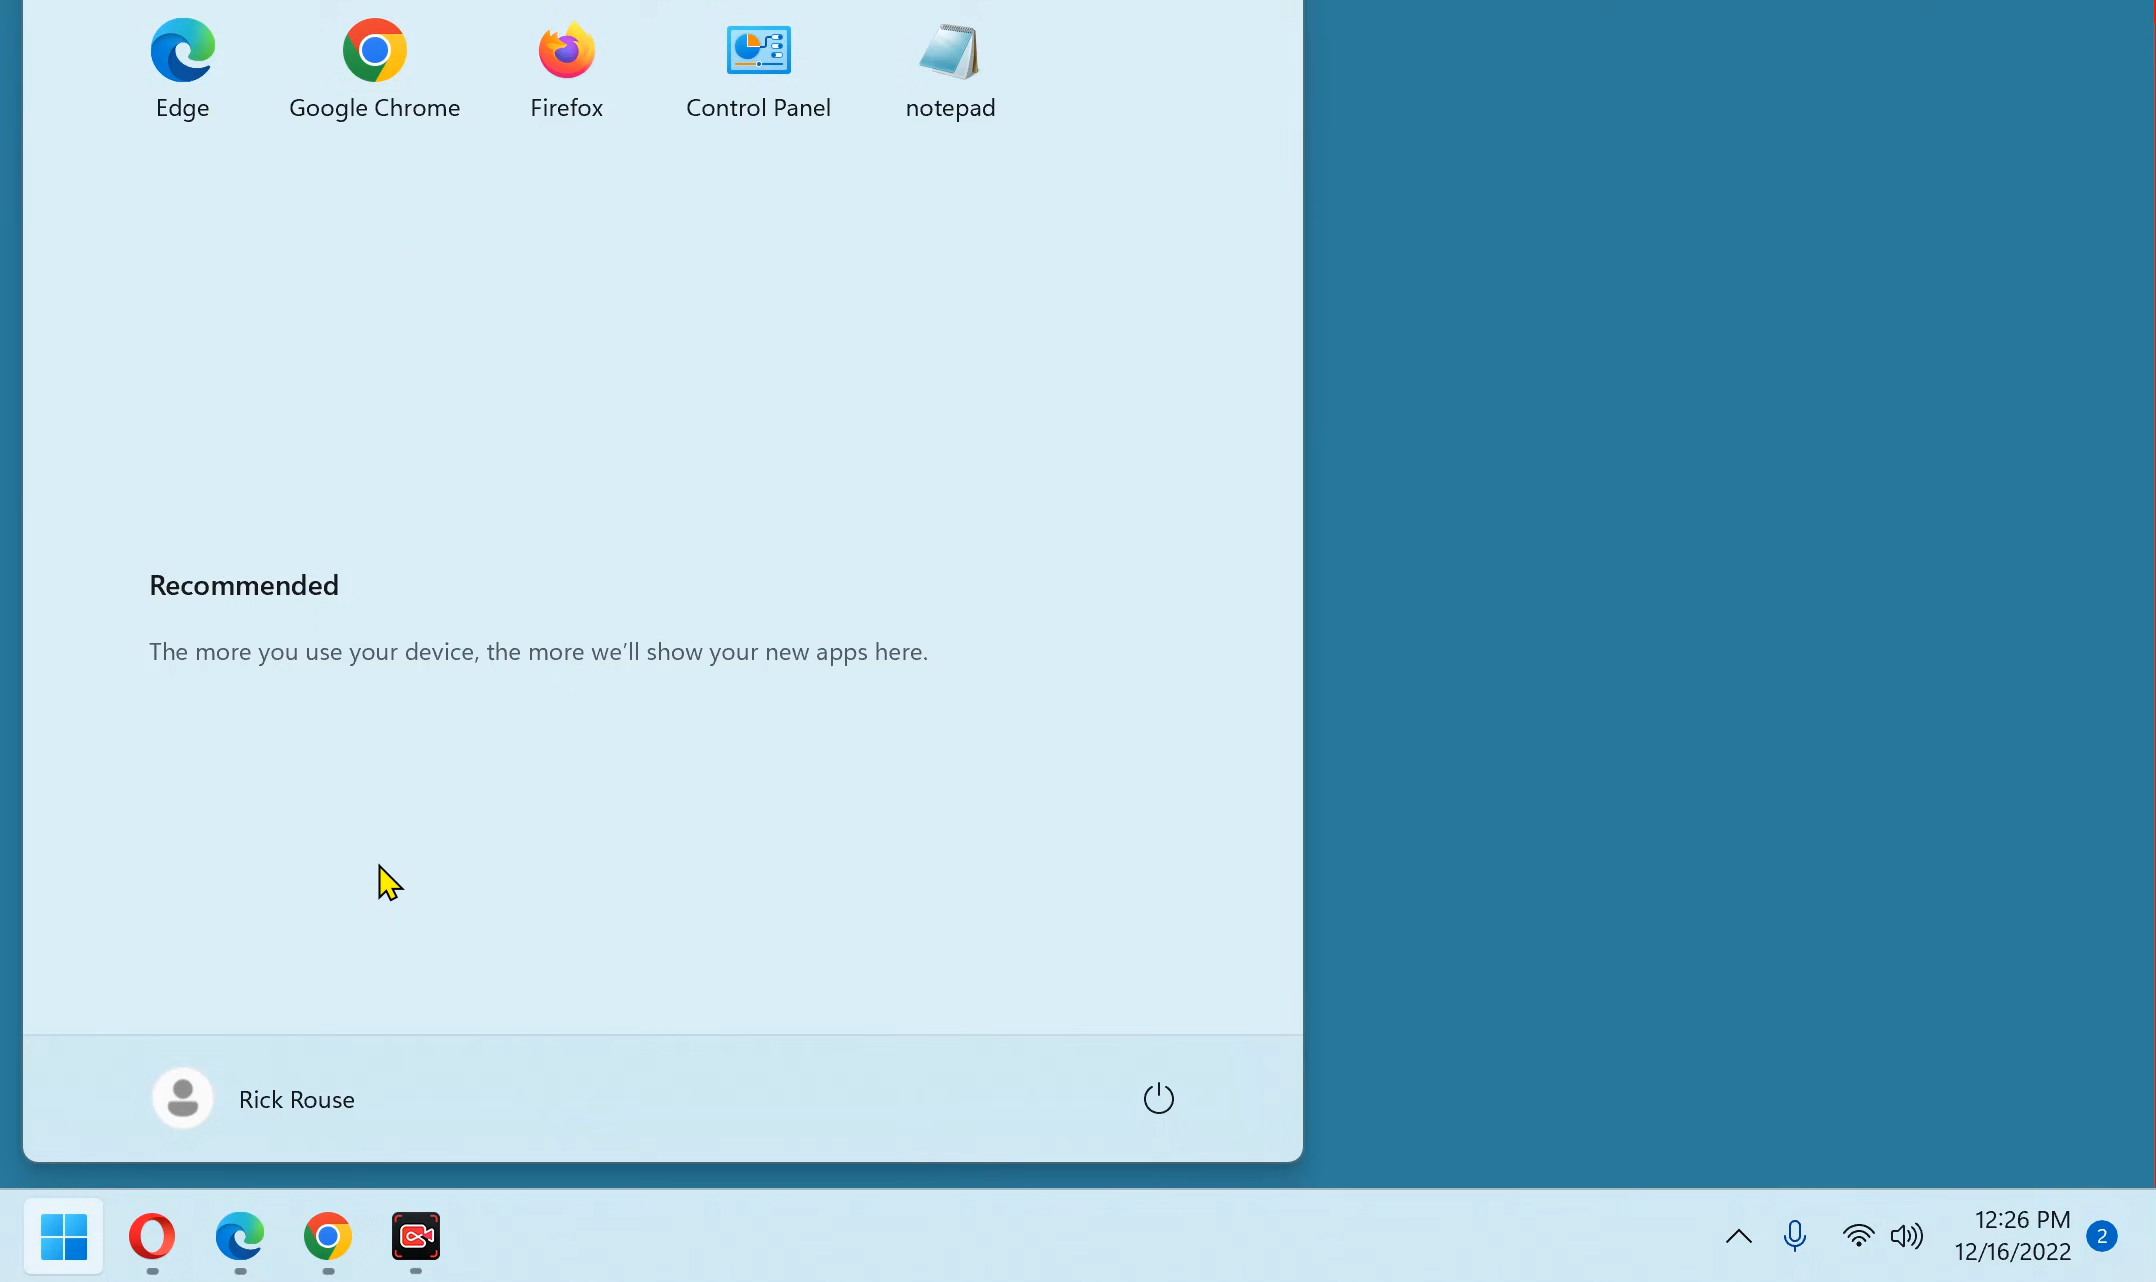 Edge
Google Chrome
Firefox
Control Panel
notepad
Recommended
The more you use your device, the more we’ll show your new apps here.
Rick Rouse
12:26 PM
12/16/2022
2